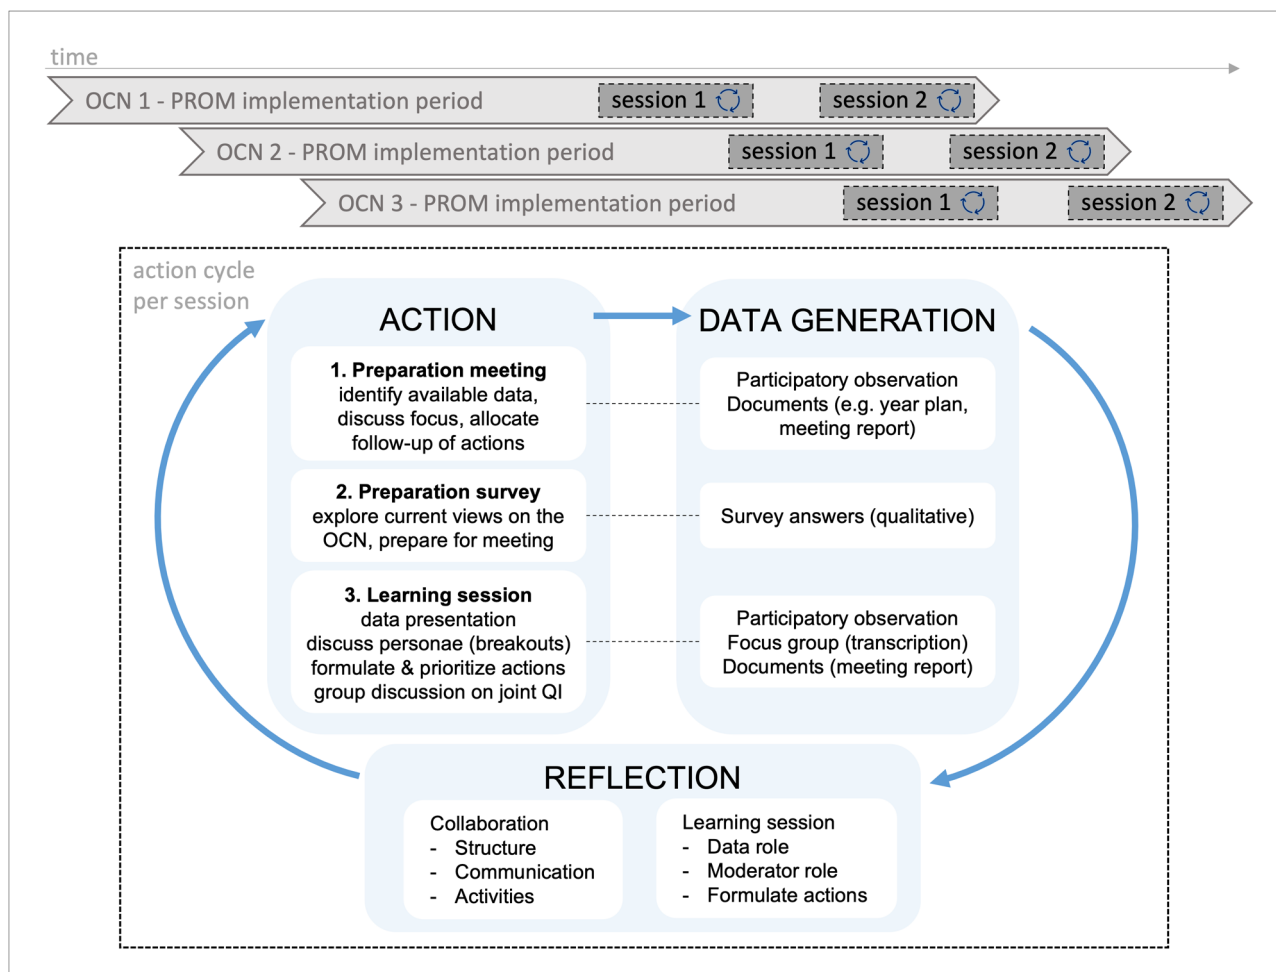 time
OCN 1 - PROM implementation period
session 1
session 2
OCN 2 - PROM implementation period
session 1
session 2
OCN 3 - PROM implementation period
session 1
session 2
action cycle
per session
ACTION
1. Preparation meeting
identify available data,
discuss focus, allocate
follow-up of actions
2. Preparation survey
explore current views on the
OCN, prepare for meeting
3. Learning session
data presentation
discuss personae (breakouts)
formulate & prioritize actions
group discussion on joint QI
DATA GENERATION
Participatory observation
Documents (e.g. year plan,
meeting report)
Survey answers (qualitative)
Participatory observation
Focus group (transcription)
Documents (meeting report)
REFLECTION
Collaboration
- Structure
- Communication
- Activities
Learning session
- Data role
- Moderator role
- Formulate actions